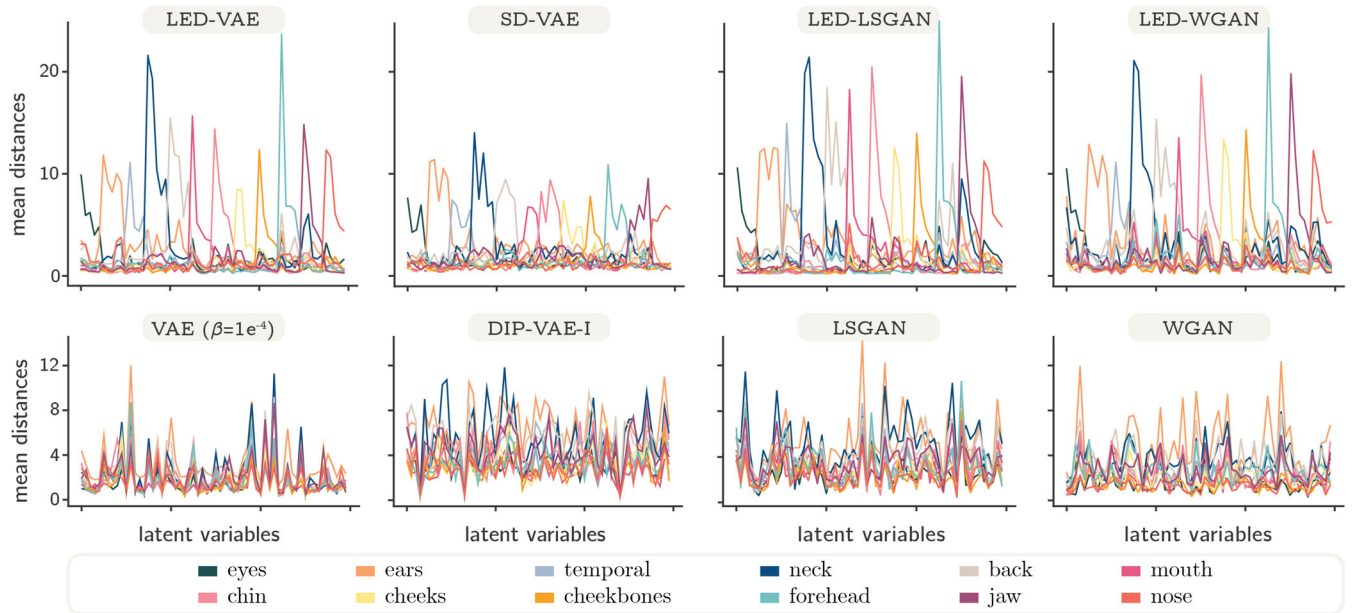 LED-VAE SD-VAE LED-LSGAN LED-WGAN
mean distances
20
10
0
VAE (β=1e⁻⁴) DIP-VAE-I LSGAN WGAN
mean distances
12
8
4
0
latent variables latent variables latent variables latent variables
eyes ears temporal neck back mouth
chin cheeks cheekbones forehead jaw nose